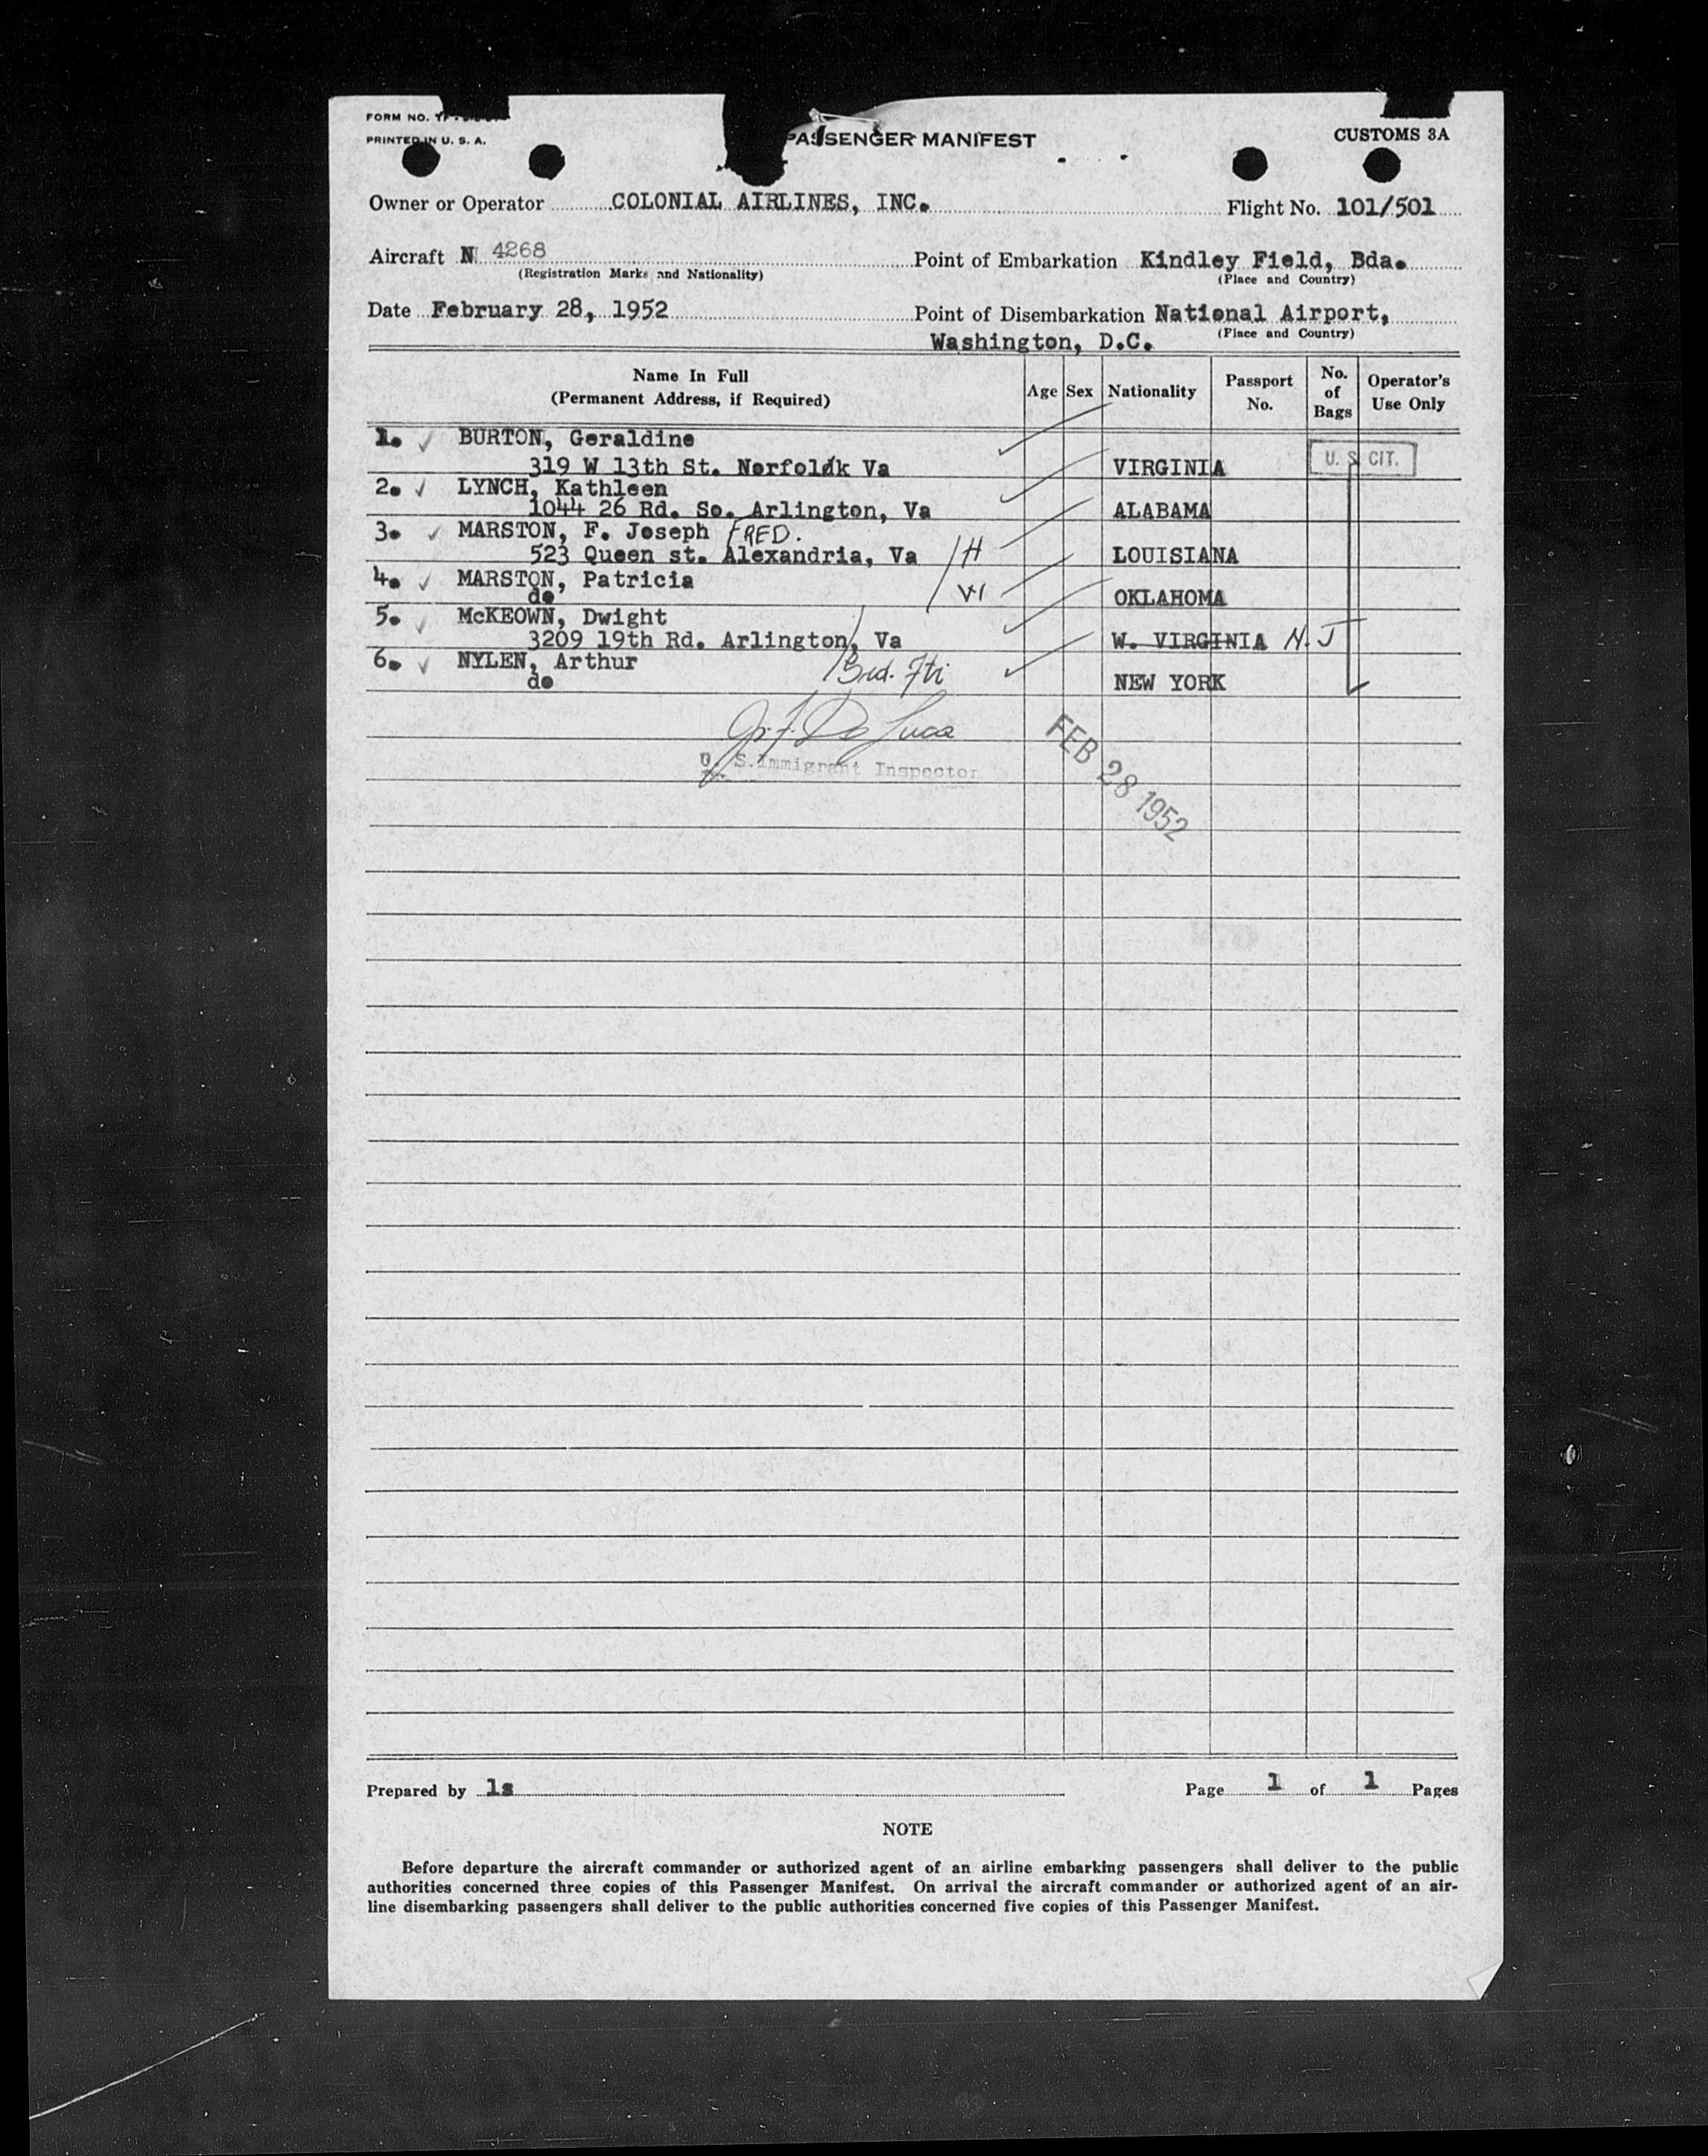 FORM NO.
PRINTED IN U. S. A.
PASSENGER MANIFEST
CUSTOMS 3A
Owner or Operator COLONIAL AIRLINES, INC.
Flight No. 101/501
Aircraft N 4268
(Registration Marks and Nationality)
Point of Embarkation Kindley Field, Bda.
(Place and Country)
Date February 28, 1952
Point of Disembarkation National Airport,
Washington, D.C.
(Place and Country)
Name In Full
(Permanent Address, if Required)
Age Sex Nationality Passport No. No. of Bags Operator's Use Only
1. BURTON, Geraldine
319 W 13th St. Norfolk Va VIRGINIA U. S. CIT.
2. LYNCH, Kathleen
1044 26 Rd. So. Arlington, Va ALABAMA
3. MARSTON, F. Joseph FRED.
523 Queen st. Alexandria, Va H LOUISIANA
4. MARSTON, Patricia
do W OKLAHOMA
5. McKEOWN, Dwight
3209 19th Rd. Arlington, Va W. VIRGINIA N.J
6. NYLEN, Arthur
do NEW YORK
U. S. Immigrant Inspector
FEB 28 1952
Prepared by ls
Page 1 of 1 Pages
NOTE
Before departure the aircraft commander or authorized agent of an airline embarking passengers shall deliver to the public
authorities concerned three copies of this Passenger Manifest. On arrival the aircraft commander or authorized agent of an air-
line disembarking passengers shall deliver to the public authorities concerned five copies of this Passenger Manifest.